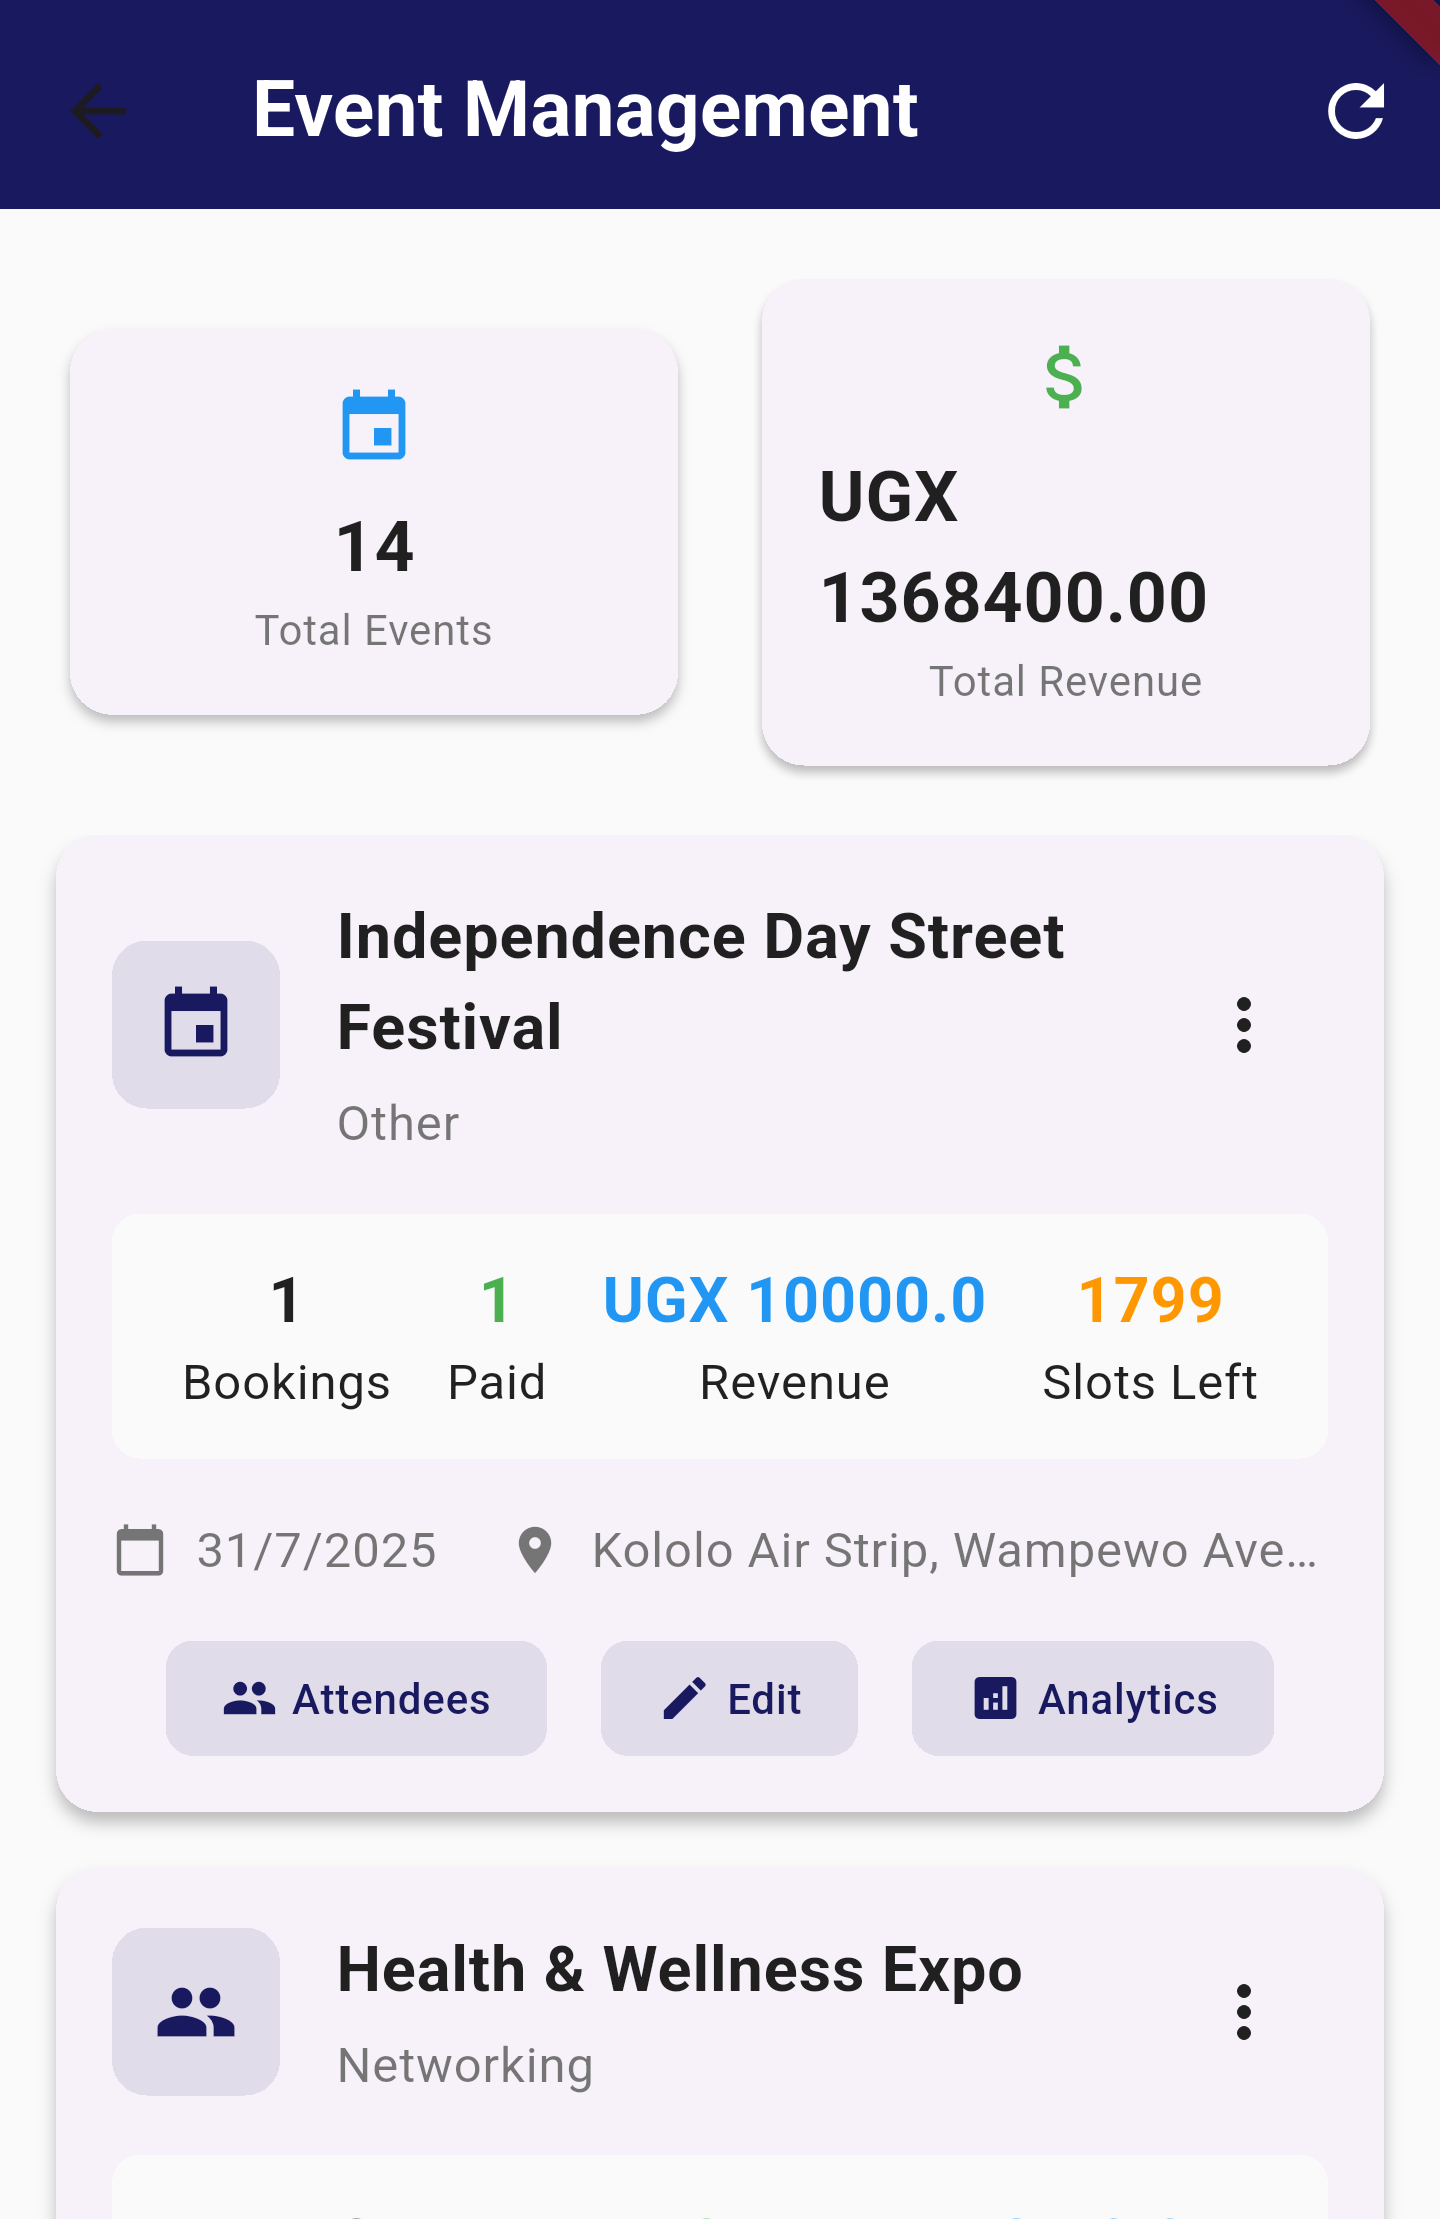 Event Management
14
Total Events
$
UGX
1368400.00
Total Revenue
Independence Day Street
Festival
Other
1 1 UGX 10000.0 1799
Bookings Paid Revenue Slots Left
31/7/2025 Kololo Air Strip, Wampewo Ave…
Attendees Edit Analytics
Health & Wellness Expo
Networking